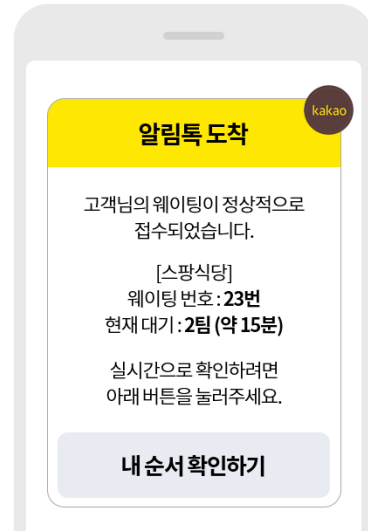 kakao
알림톡 도착
고객님의 웨이팅이 정상적으로
접수되었습니다.
[스팡식당]
웨이팅 번호 : 23번
현재 대기 : 2팀 (약 15분)
실시간으로 확인하려면
아래 버튼을 눌러주세요.
내 순서 확인하기